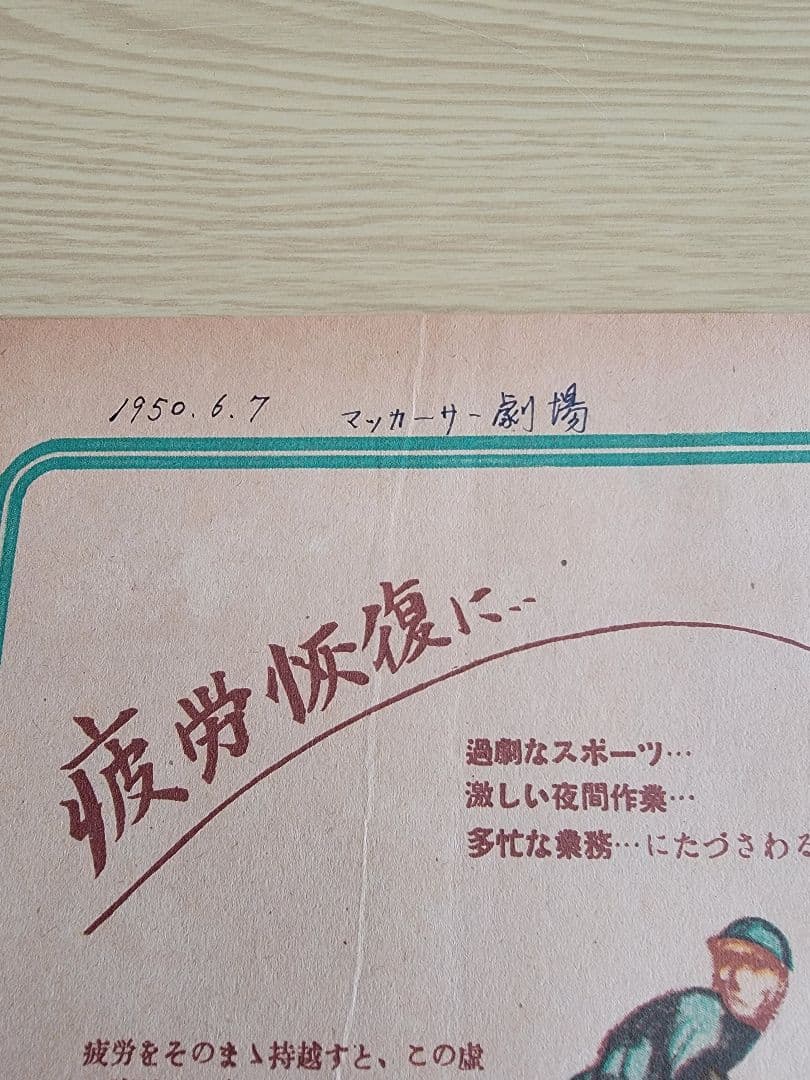 1950.6.7 マッカーサー劇場
疲労恢復に‥
過劇なスポーツ…
激しい夜間作業…
多忙な業務…にたづさわる
疲労をそのまゝ持越すと、この虚